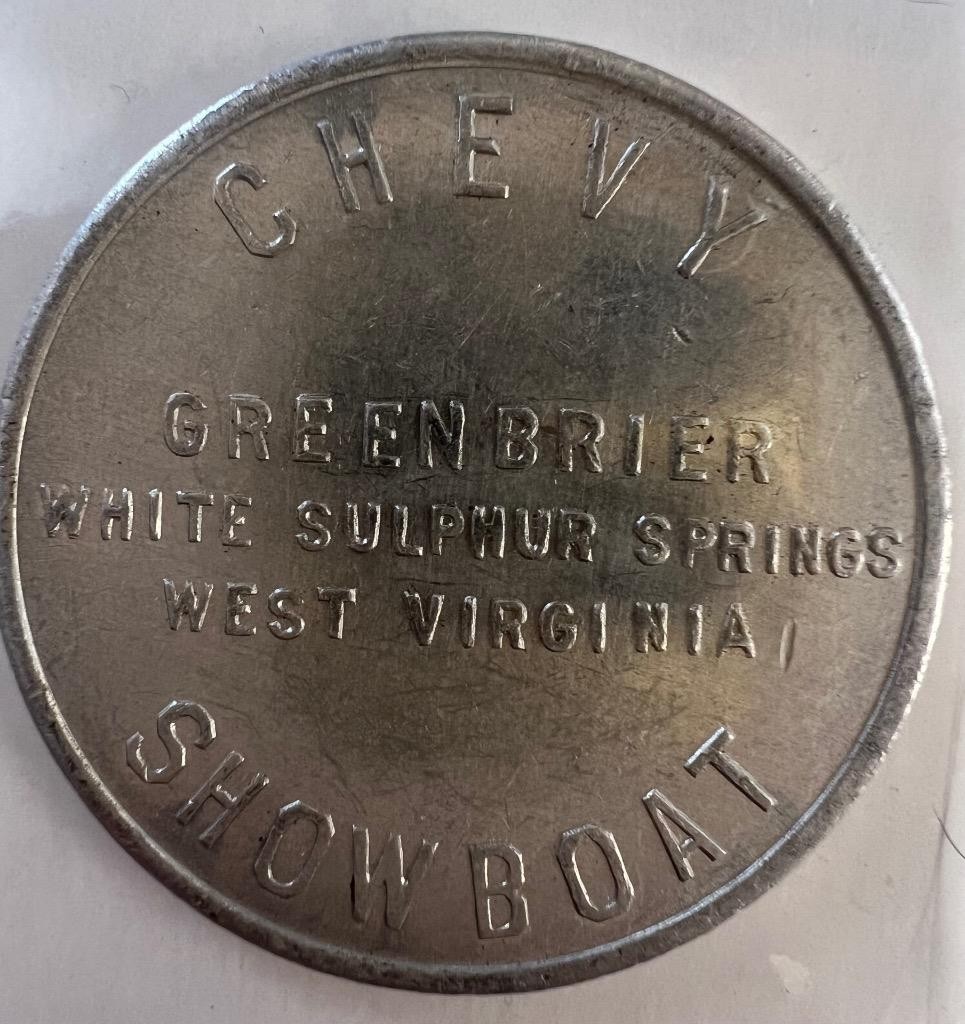 CHEVY
GREENBRIER
WHITE SULPHUR SPRINGS
WEST VIRGINIA
SHOWBOAT